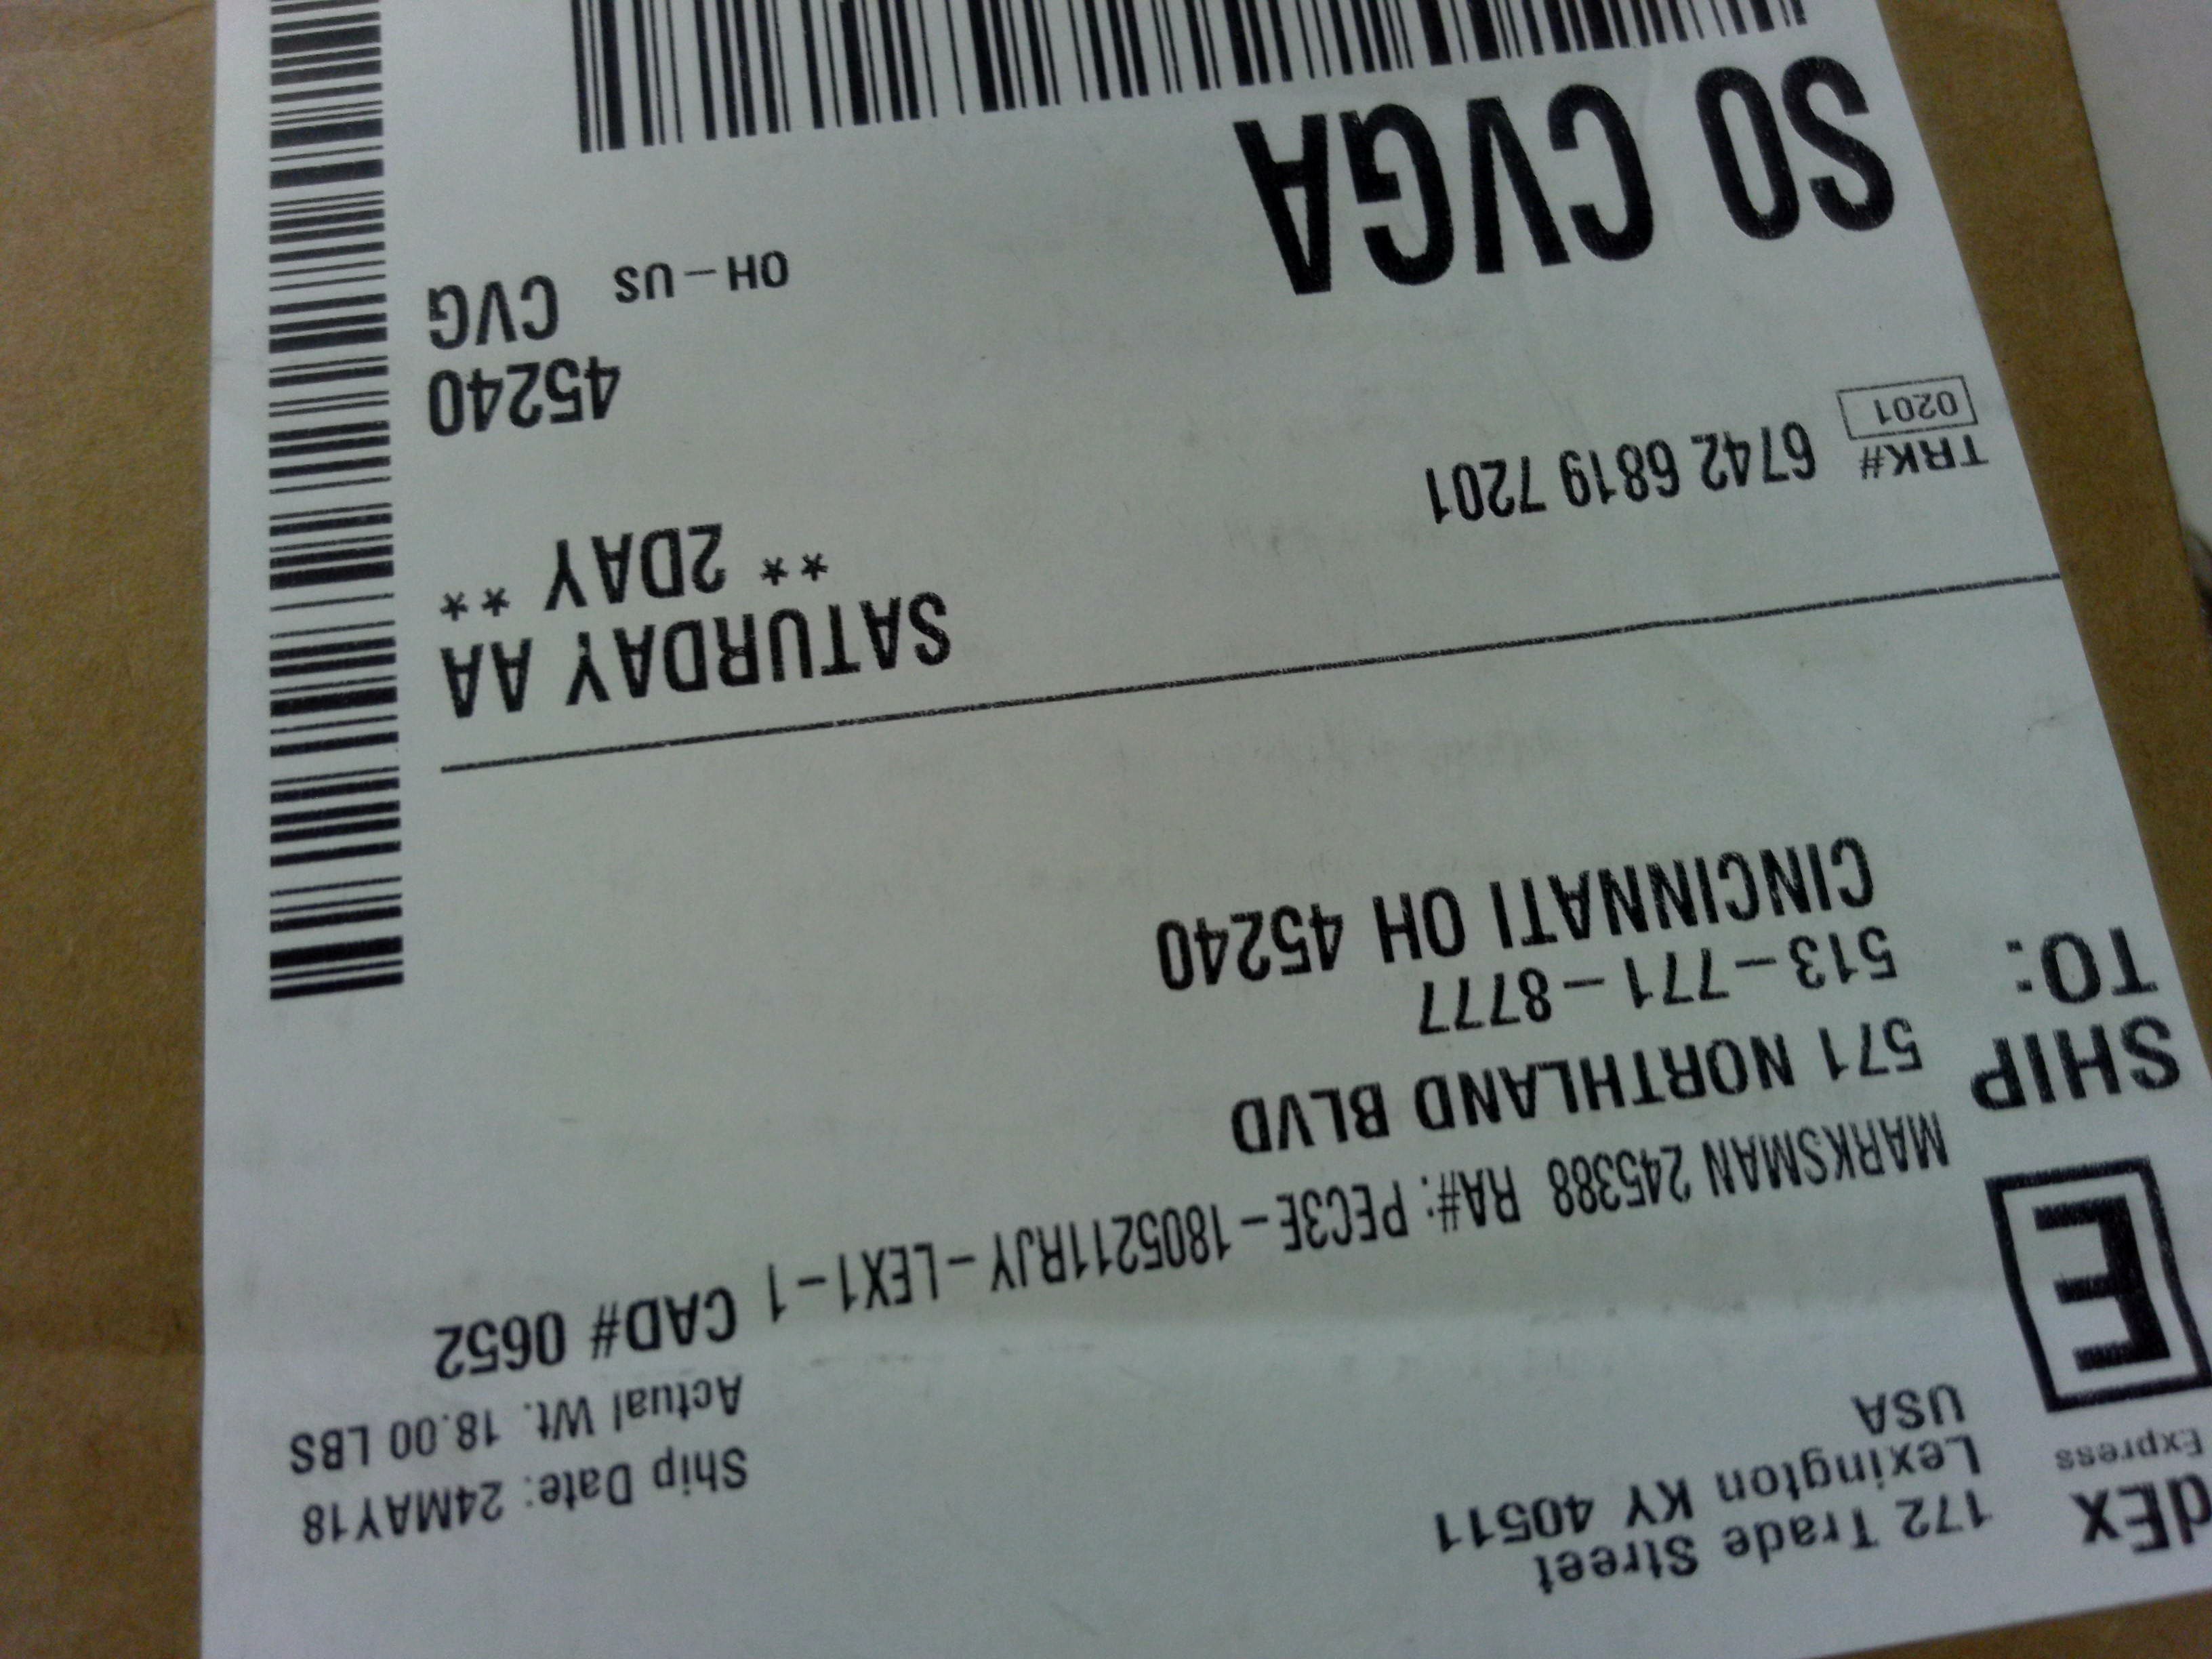 dEx
Express
E
172 Trade Street
Lexington KY 40511
USA
Ship Date: 24MAY18
Actual Wt. 18.00 LBS
CAD# 0652
MARKSMAN 245388 RA#: PEC3E-1805211RJY-LEX1-1
SHIP TO:
571 NORTHLAND BLVD
513-771-8777
CINCINNATI OH 45240
SATURDAY AA
** 2DAY **
TRK# 6742 6819 7201
0201
45240
OH-US CVG
SO CVGA